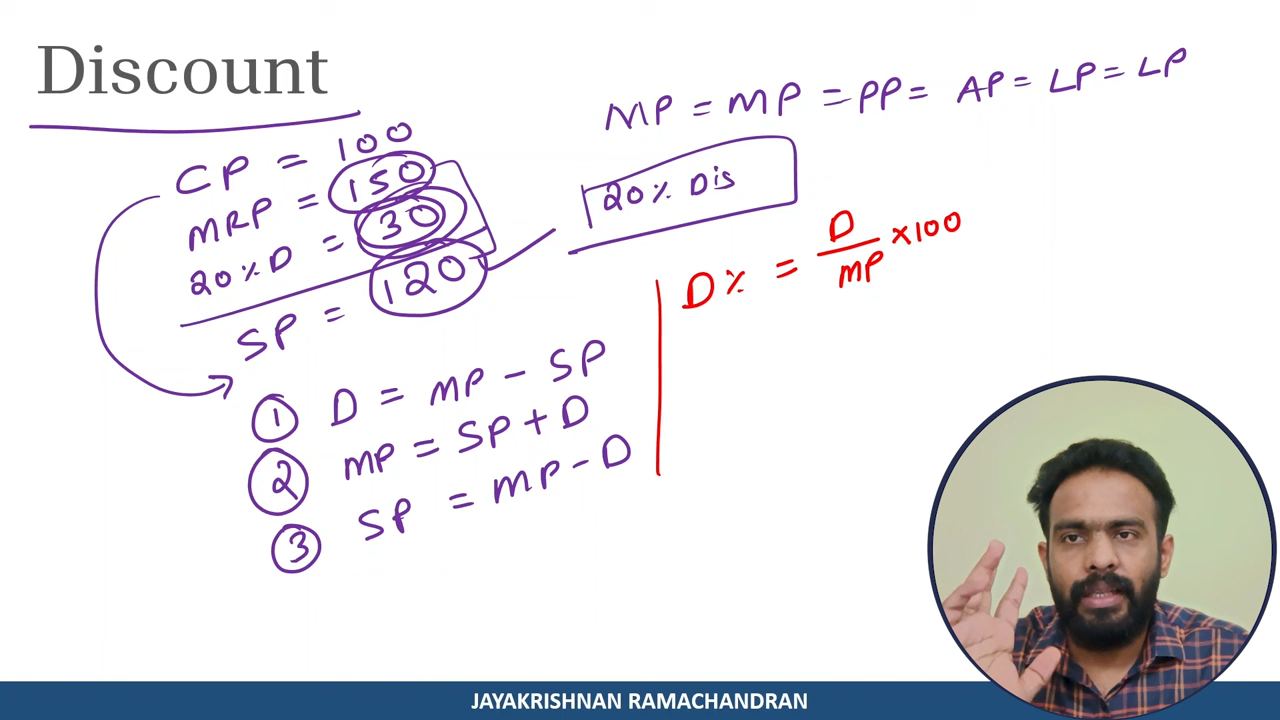 Discount
MP = MP = PP = AP = LP = LP
CP = 100
MRP = 150
20% D = 30
20% Dis
SP = 120
D% = D/MP × 100
① D = MP - SP
② MP = SP + D
③ SP = MP - D
JAYAKRISHNAN RAMACHANDRAN